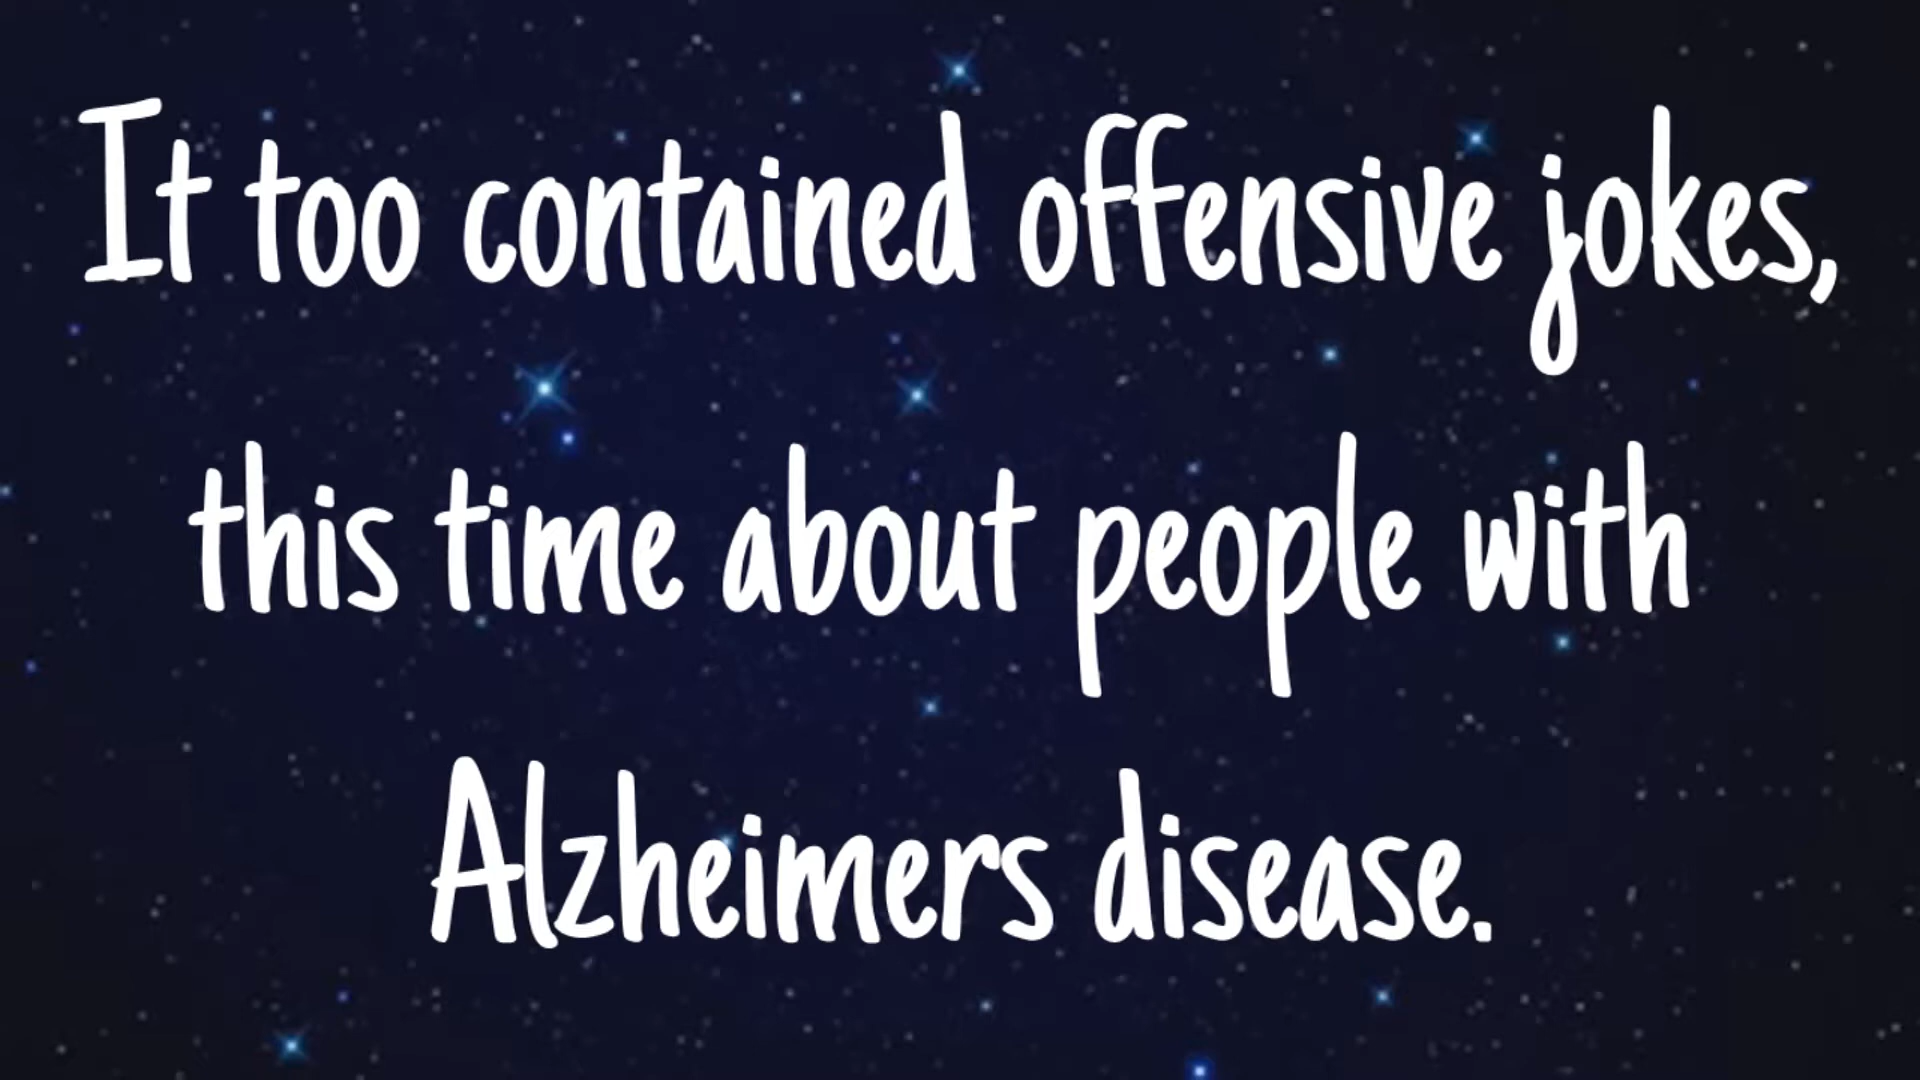 It too contained offensive jokes,
this time about people with
Alzheimers disease.